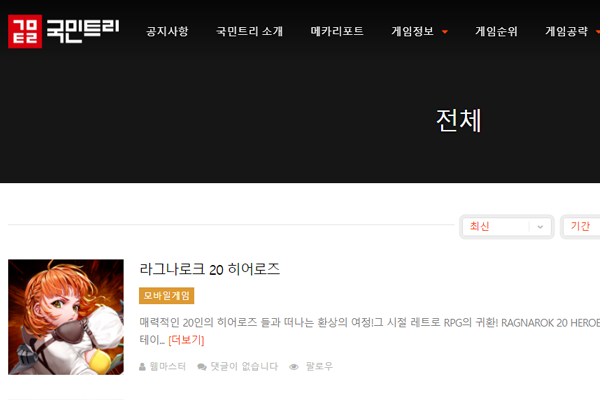 국민트리
국민트리
공지사항 국민트리 소개 메카리포트 게임정보 게임순위 게임공략
전체
최신 기간
라그나로크 20 히어로즈
모바일게임
매력적인 20인의 히어로즈 들과 떠나는 환상의 여정!그 시절 레트로 RPG의 귀환! RAGNAROK 20 HEROE
테이... [더보기]
웹마스터 댓글이 없습니다 팔로우